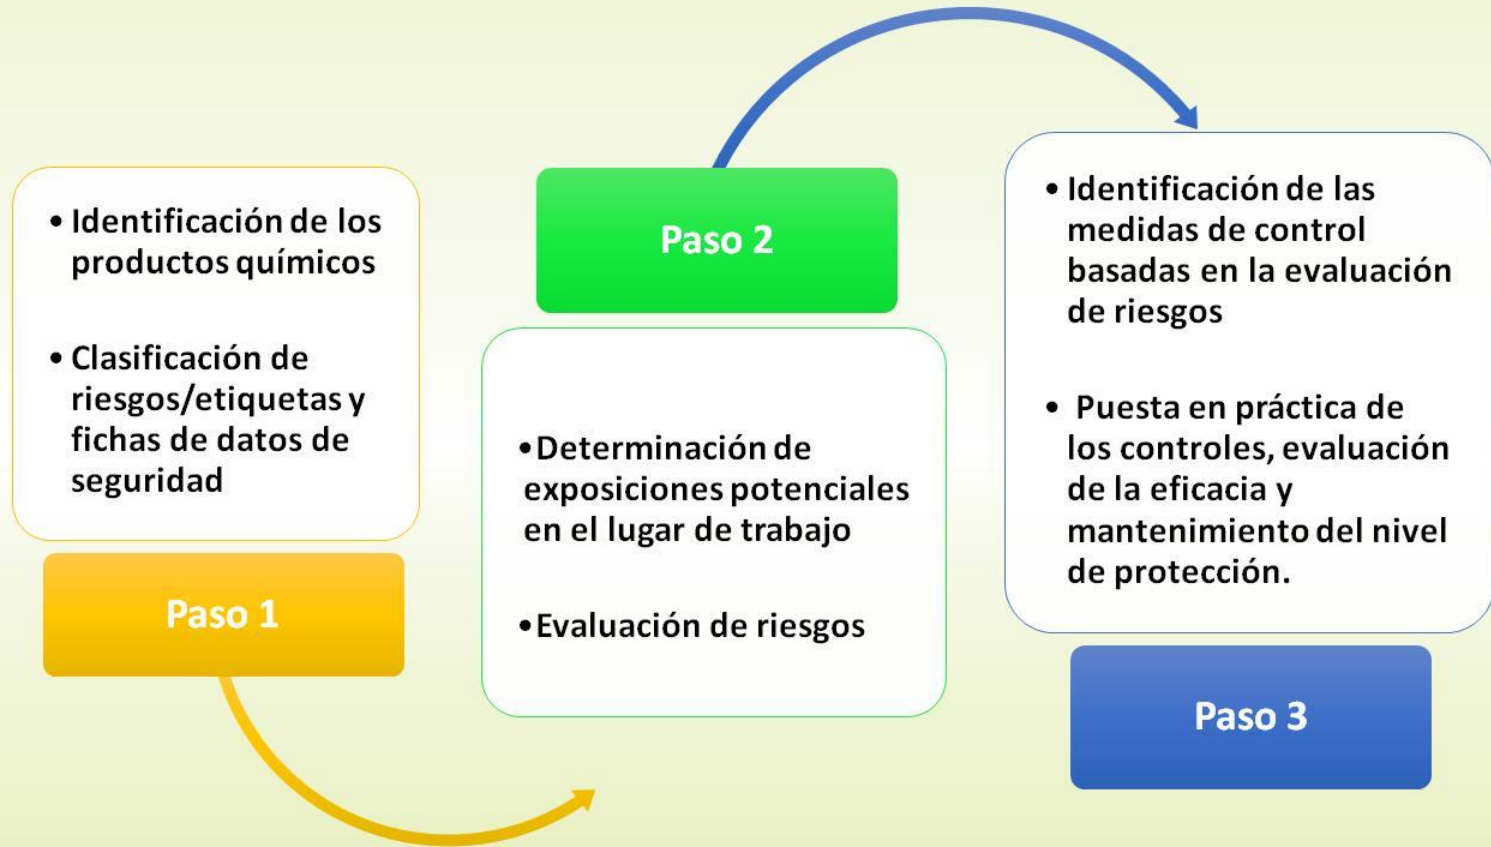 • Identificación de los
productos químicos
• Clasificación de
riesgos/etiquetas y
fichas de datos de
seguridad
Paso 1
Paso 2
•Determinación de
exposiciones potenciales
en el lugar de trabajo
•Evaluación de riesgos
• Identificación de las
medidas de control
basadas en la evaluación
de riesgos
• Puesta en práctica de
los controles, evaluación
de la eficacia y
mantenimiento del nivel
de protección.
Paso 3